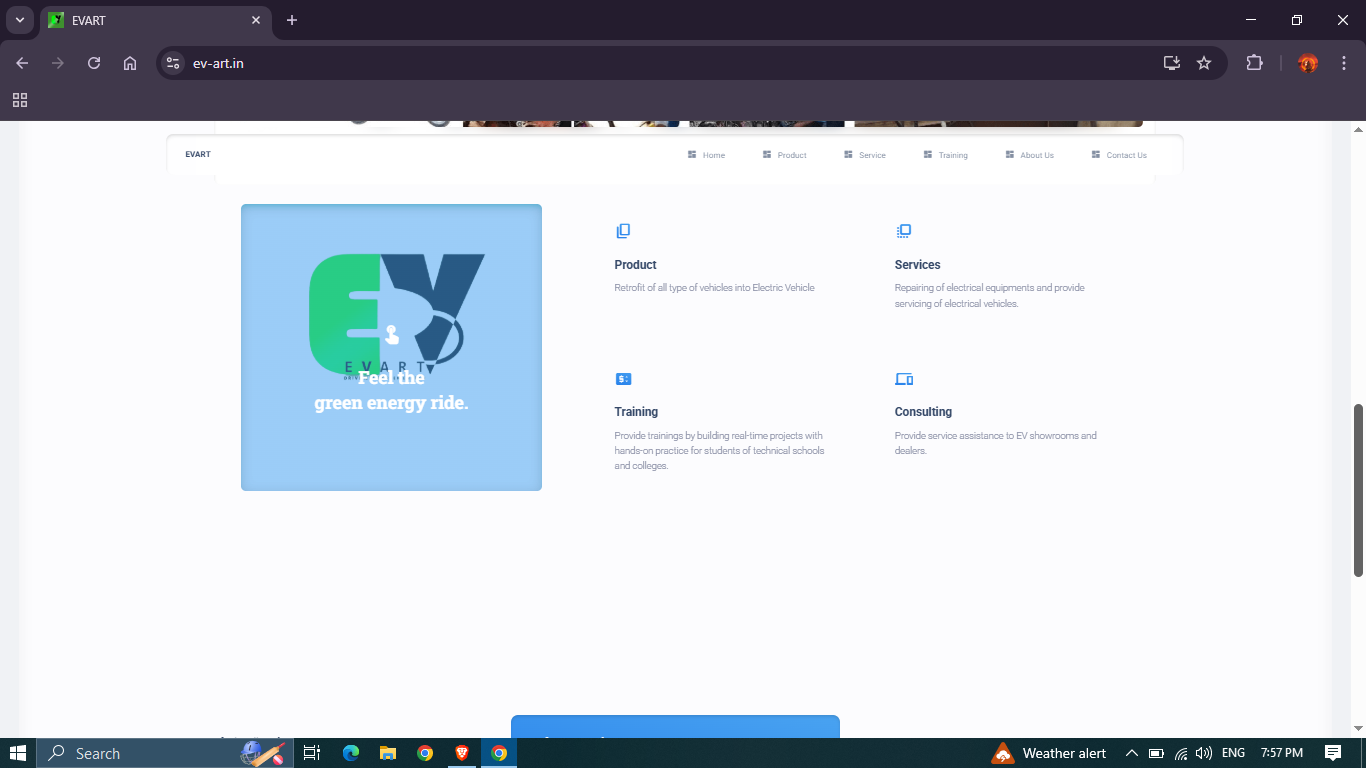 EVART
ev-art.in
EVART
Home
Product
Service
Training
About Us
Contact Us
EV
EVART
Feel the
green energy ride.
Product
Retrofit of all type of vehicles into Electric Vehicle
Services
Repairing of electrical equipments and provide
servicing of electrical vehicles.
Training
Provide trainings by building real-time projects with
hands-on practice for students of technical schools
and colleges.
Consulting
Provide service assistance to EV showrooms and
dealers.
Search
Weather alert
ENG
7:57 PM